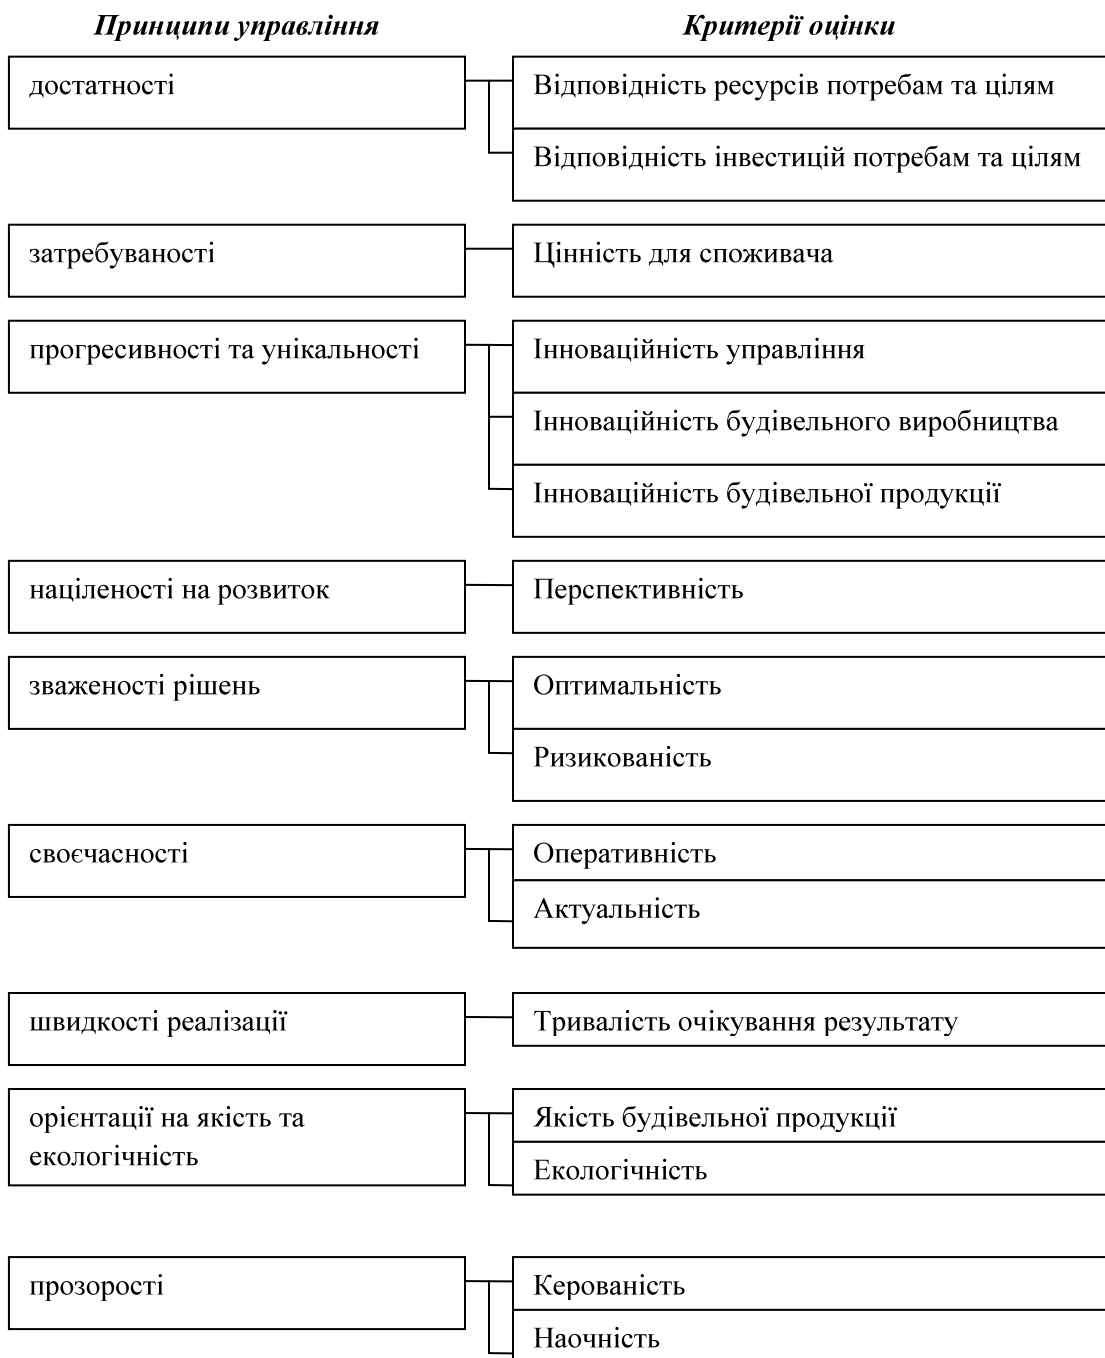 Принципи управління
Критерії оцінки
достатності
Відповідність ресурсів потребам та цілям
Відповідність інвестицій потребам та цілям
затребуваності
Цінність для споживача
прогресивності та унікальності
Інноваційність управління
Інноваційність будівельного виробництва
Інноваційність будівельної продукції
націленості на розвиток
Перспективність
зваженості рішень
Оптимальність
Ризикованість
своєчасності
Оперативність
Актуальність
швидкості реалізації
Тривалість очікування результату
орієнтації на якість та
екологічність
Якість будівельної продукції
Екологічність
прозорості
Керованість
Наочність